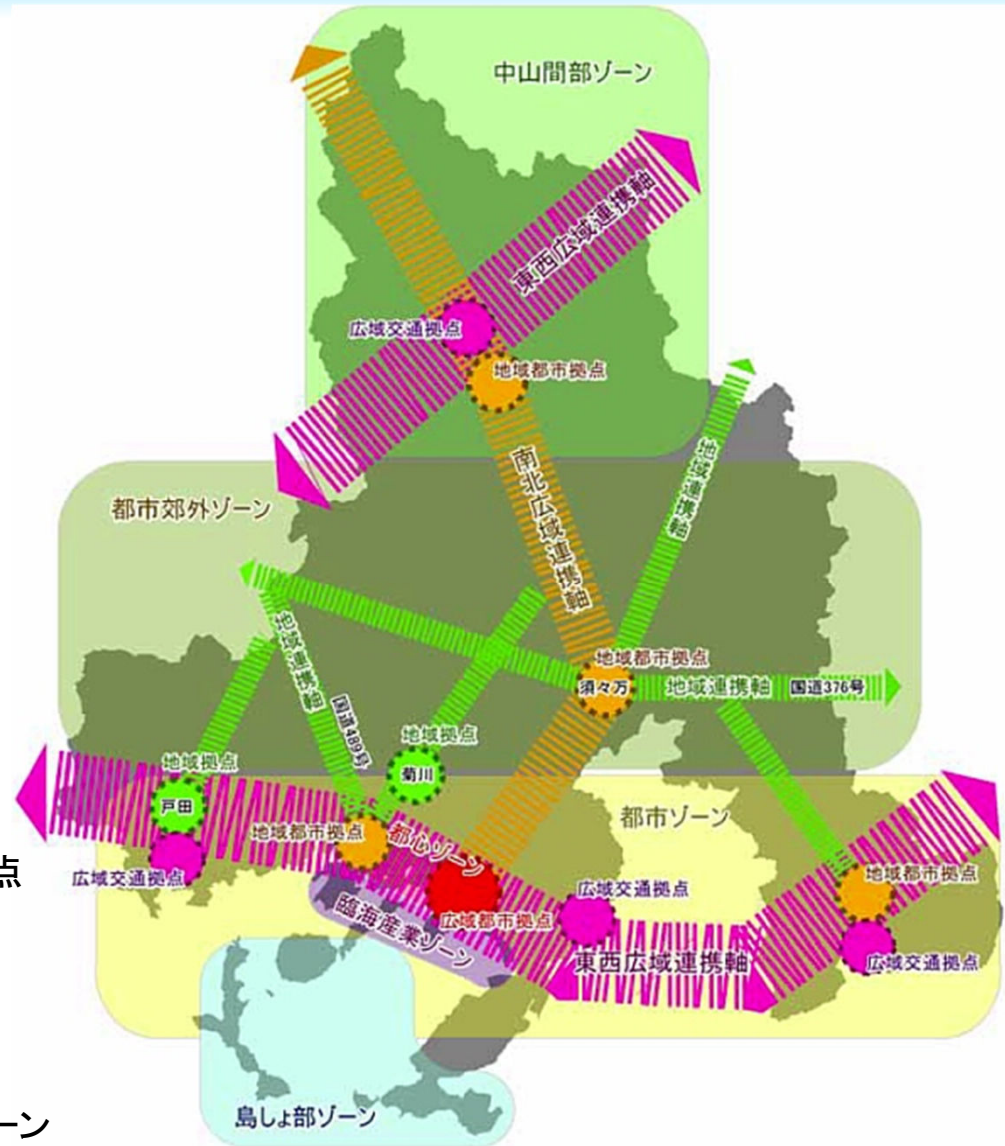 中山間部ゾーン
東西広域連携軸
広域交通拠点
地域都市拠点
南北広域連携軸
地域連携軸
都市郊外ゾーン
地域連携軸
国道489号
地域都市拠点
須々万
地域連携軸
国道376号
地域拠点
菊川
地域拠点
戸田
広域交通拠点
地域都市拠点
都心ゾーン
広域都市拠点
臨海産業ゾーン
都市ゾーン
広域交通拠点
東西広域連携軸
地域都市拠点
広域交通拠点
点
島しょ部ゾーン
ーン